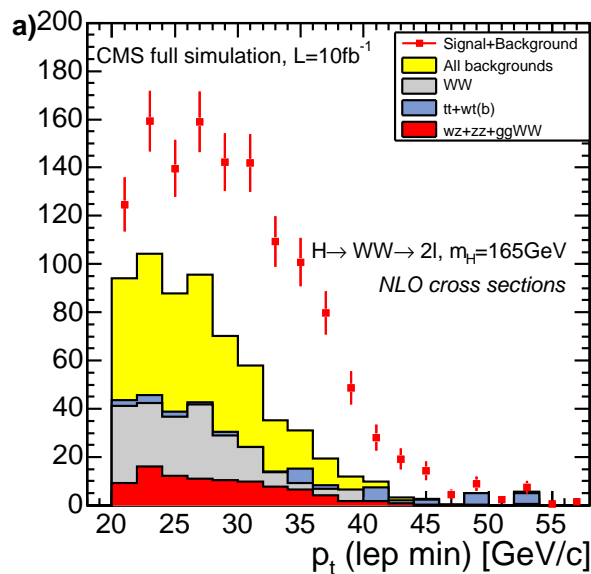 a)
CMS full simulation, L=10fb-1
Signal+Background
All backgrounds
WW
tt+wt(b)
wz+zz+ggWW
H→ WW→ 2l, mH=165GeV
NLO cross sections
200
180
160
140
120
100
80
60
40
20
0
20 25 30 35 40 45 50 55
pt (lep min) [GeV/c]